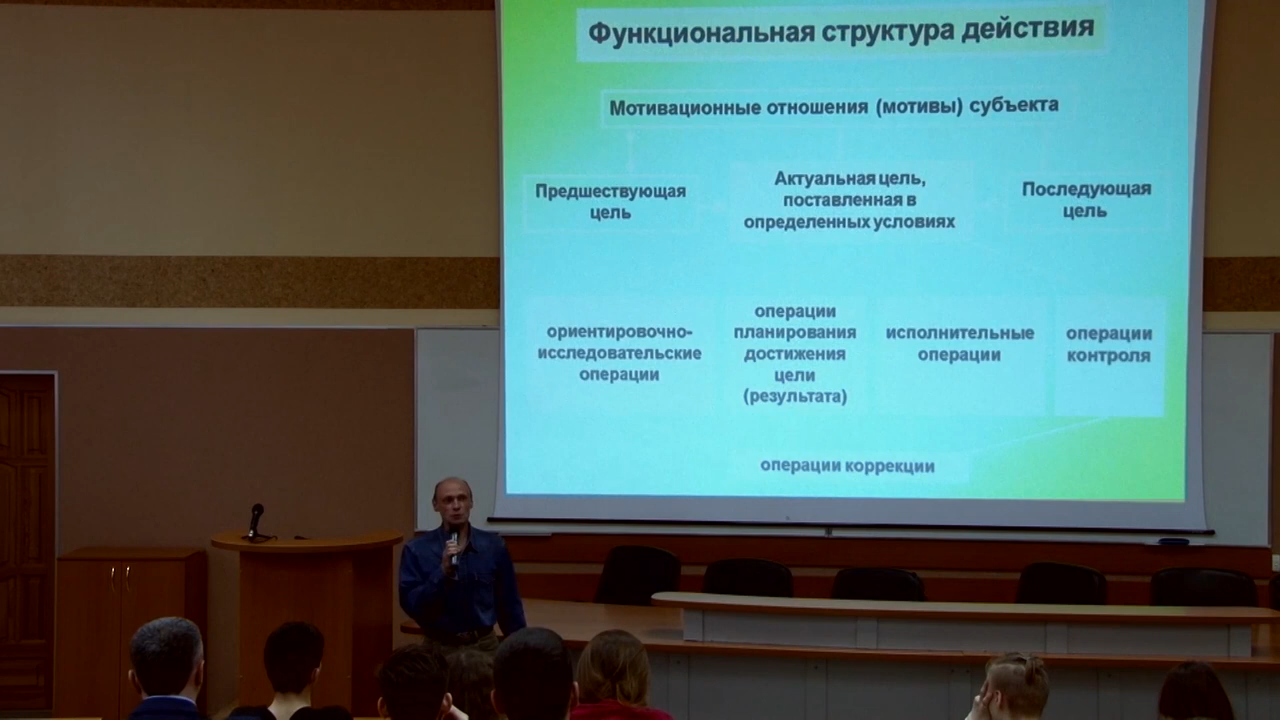 Функциональная структура действия
Мотивационные отношения (мотивы) субъекта
Предшествующая
цель
Актуальная цель,
поставленная в
определенных условиях
Последующая
цель
ориентировочно-
исследовательские
операции
операции
планирования
достижения
цели
(результата)
исполнительные
операции
операции
контроля
операции коррекции